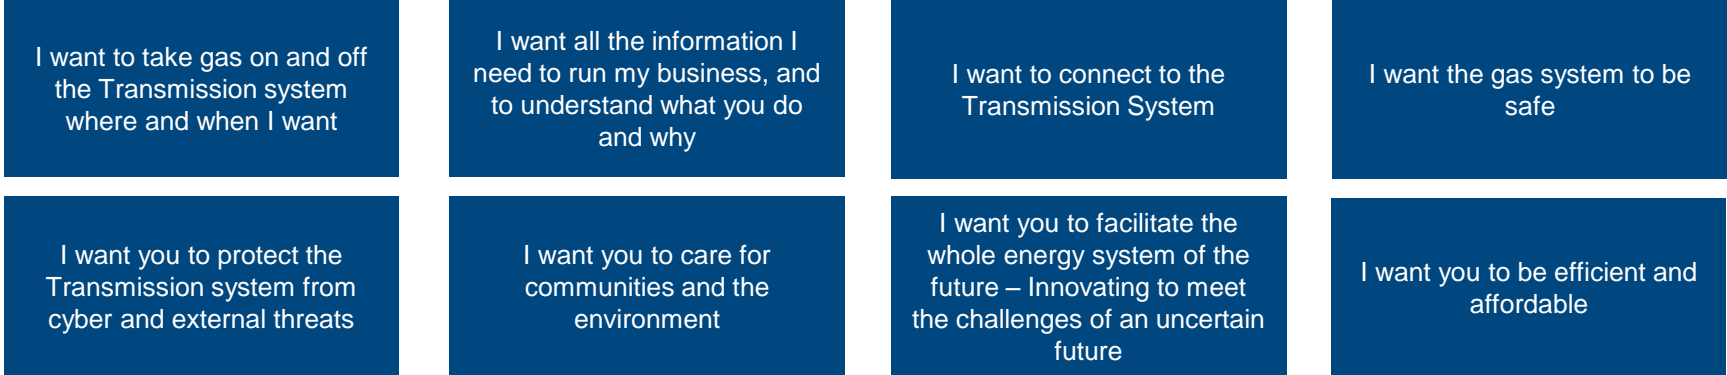 I want to take gas on and off
the Transmission system
where and when I want
I want all the information I
need to run my business, and
to understand what you do
and why
I want to connect to the
Transmission System
I want the gas system to be
safe
I want you to protect the
Transmission system from
cyber and external threats
I want you to care for
communities and the
environment
I want you to facilitate the
whole energy system of the
future – Innovating to meet
the challenges of an uncertain
future
I want you to be efficient and
affordable